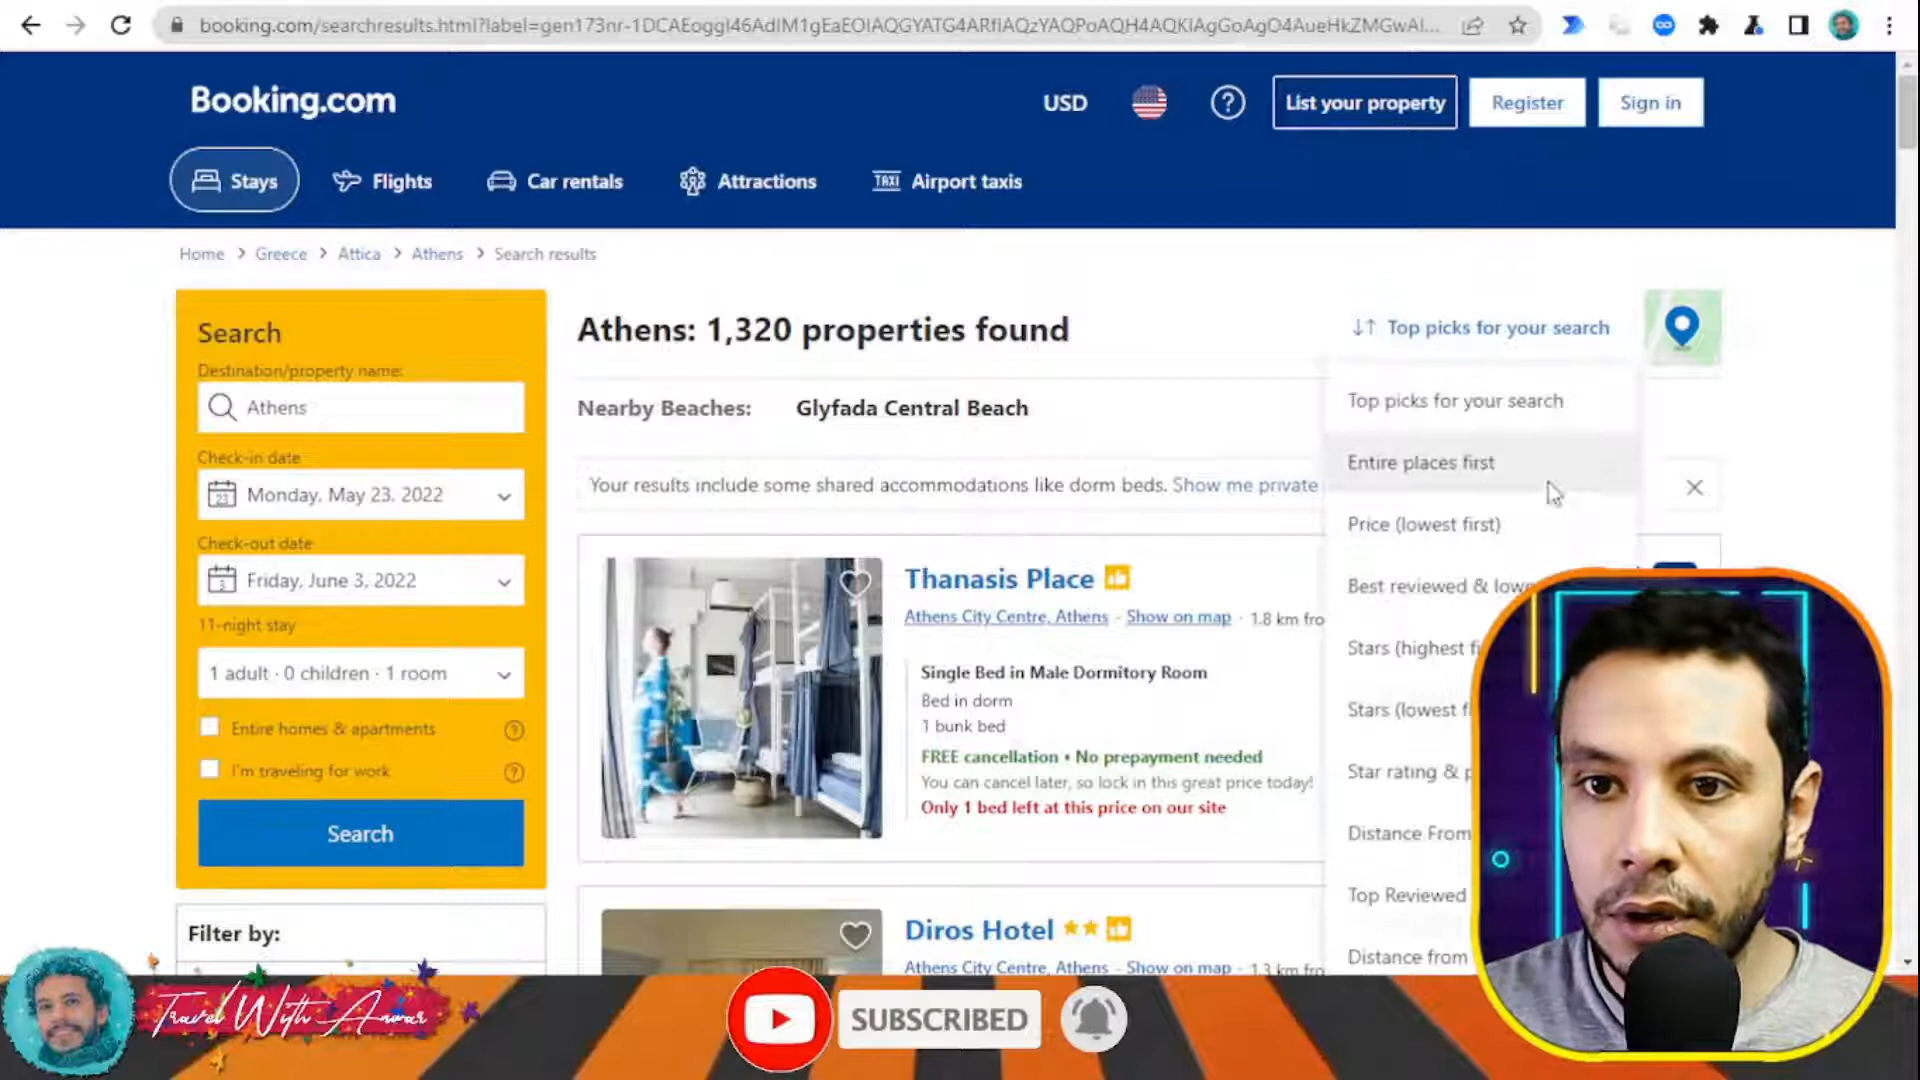 booking.com/searchresults.html?label=gen173nr-1DCAEoggI46AdIM1gEaEOIAQGYATG4ARfIAQzYAQPoAQH4AQKIAgGoAgO4AueHkZMGwAI...
Booking.com
USD
List your property
Register
Sign in
Stays
Flights
Car rentals
Attractions
TAXI Airport taxis
Home > Greece > Attica > Athens > Search results
Search
Destination/property name:
Athens
Check-in date
23 Monday, May 23, 2022
Check-out date
3 Friday, June 3, 2022
11-night stay
1 adult · 0 children · 1 room
Entire homes & apartments
I'm traveling for work
Search
Filter by:
Athens: 1,320 properties found
Top picks for your search
Nearby Beaches: Glyfada Central Beach
Your results include some shared accommodations like dorm beds. Show me private
Top picks for your search
Entire places first
Price (lowest first)
Best reviewed & lowe
Stars (highest fi
Stars (lowest f
Star rating & p
Distance From
Top Reviewed
Distance from
Thanasis Place
Athens City Centre, Athens · Show on map · 1.8 km fro
Single Bed in Male Dormitory Room
Bed in dorm
1 bunk bed
FREE cancellation • No prepayment needed
You can cancel later, so lock in this great price today!
Only 1 bed left at this price on our site
Diros Hotel
Athens City Centre, Athens · Show on map · 1.3 km fro
Travel With Anwar
SUBSCRIBED